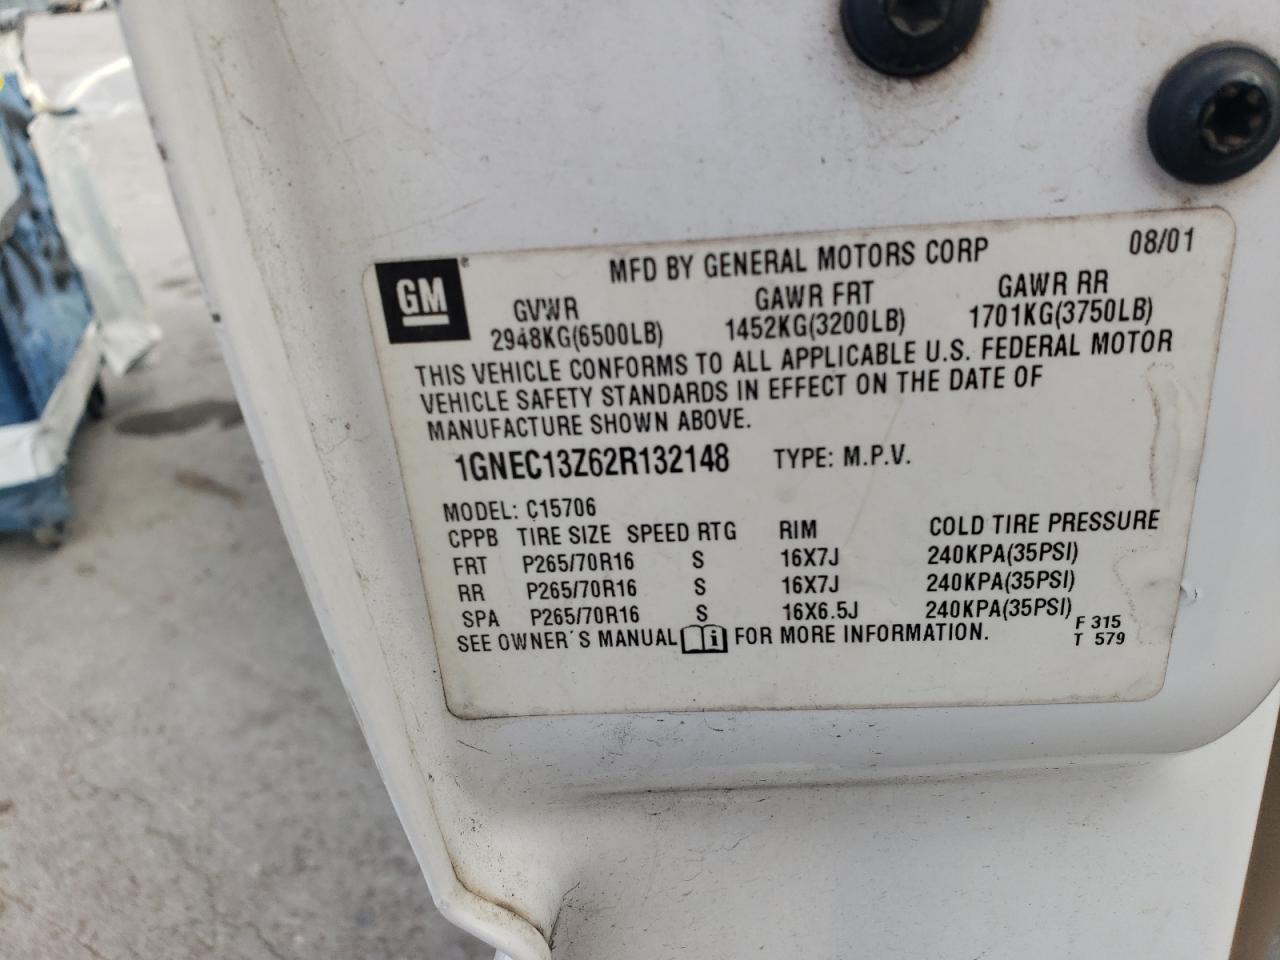 GM ®
MFD BY GENERAL MOTORS CORP 08/01
GVWR GAWR FRT GAWR RR
2948KG(6500LB) 1452KG(3200LB) 1701KG(3750LB)
THIS VEHICLE CONFORMS TO ALL APPLICABLE U.S. FEDERAL MOTOR
VEHICLE SAFETY STANDARDS IN EFFECT ON THE DATE OF
MANUFACTURE SHOWN ABOVE.
1GNEC13Z62R132148 TYPE: M.P.V.
MODEL: C15706
CPPB TIRE SIZE SPEED RTG RIM COLD TIRE PRESSURE
FRT P265/70R16 S 16X7J 240KPA(35PSI)
RR P265/70R16 S 16X7J 240KPA(35PSI)
SPA P265/70R16 S 16X6.5J 240KPA(35PSI)
SEE OWNER'S MANUAL i FOR MORE INFORMATION.
F 315
T 579